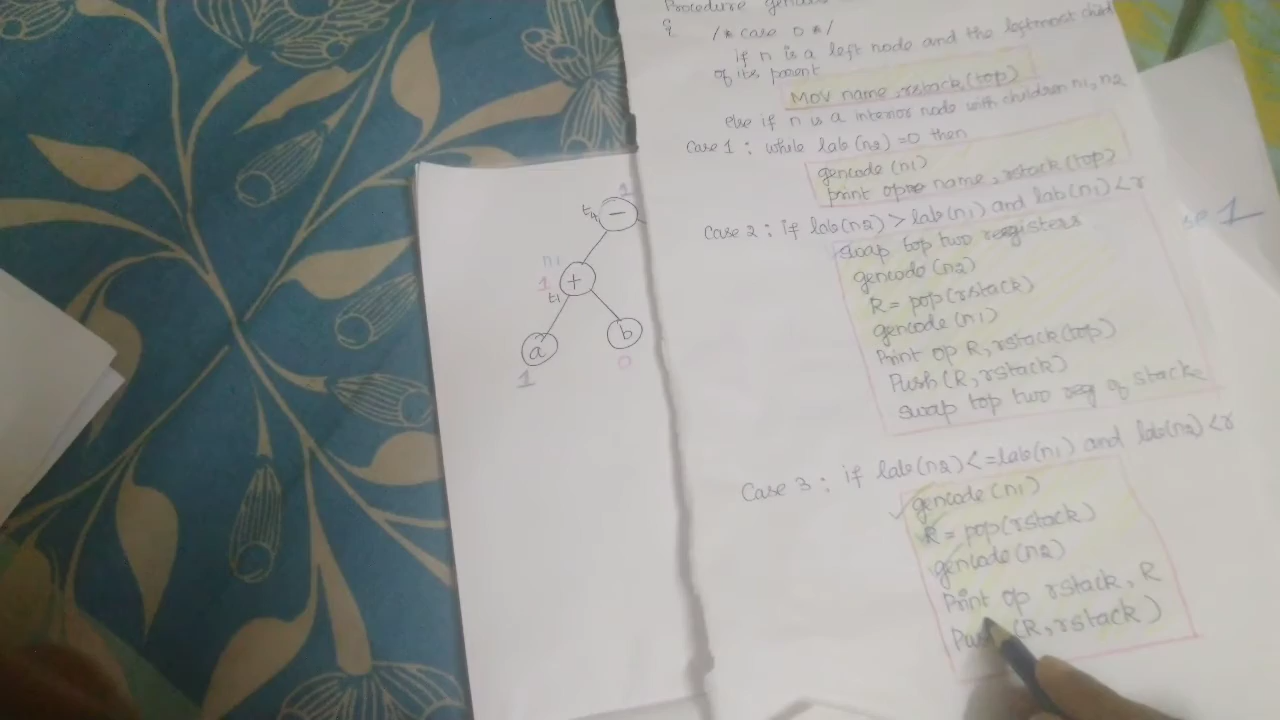 Procedure
{ /* case 0 */
if n is a left node and the leftmost child
of its parent
Mov name, rstack(top)
else if n is a interior node with children n1, n2
Case 1 : while lab(n2) =0 then
gencode(n1)
print name, rstack(top)
Case 2 : if lab(n2) > lab(n1) and lab(n1) < r
swap top two registers
gencode(n2)
R = pop(rstack)
gencode(n1)
Print op R, rstack(top)
Push(R, rstack)
swap top two reg of stack
Case 3 : if lab(n2) <= lab(n1) and lab(n2) < r
gencode(n1)
R = pop(rstack)
gencode(n2)
Print op rstack, R
Push (R, rstack)
1
t4 -
n1
1 +
t1
a b
1 0
1